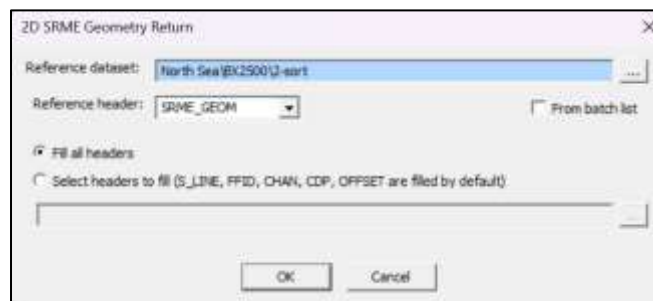 2D SRME Geometry Return
Reference dataset: North Sea\BX2500\2-sort ...
Reference header: SRME_GEOM From batch list
Fill all headers
Select headers to fill (S_LINE, FFID, CHAN, CDP, OFFSET are filled by default)
...
OK Cancel